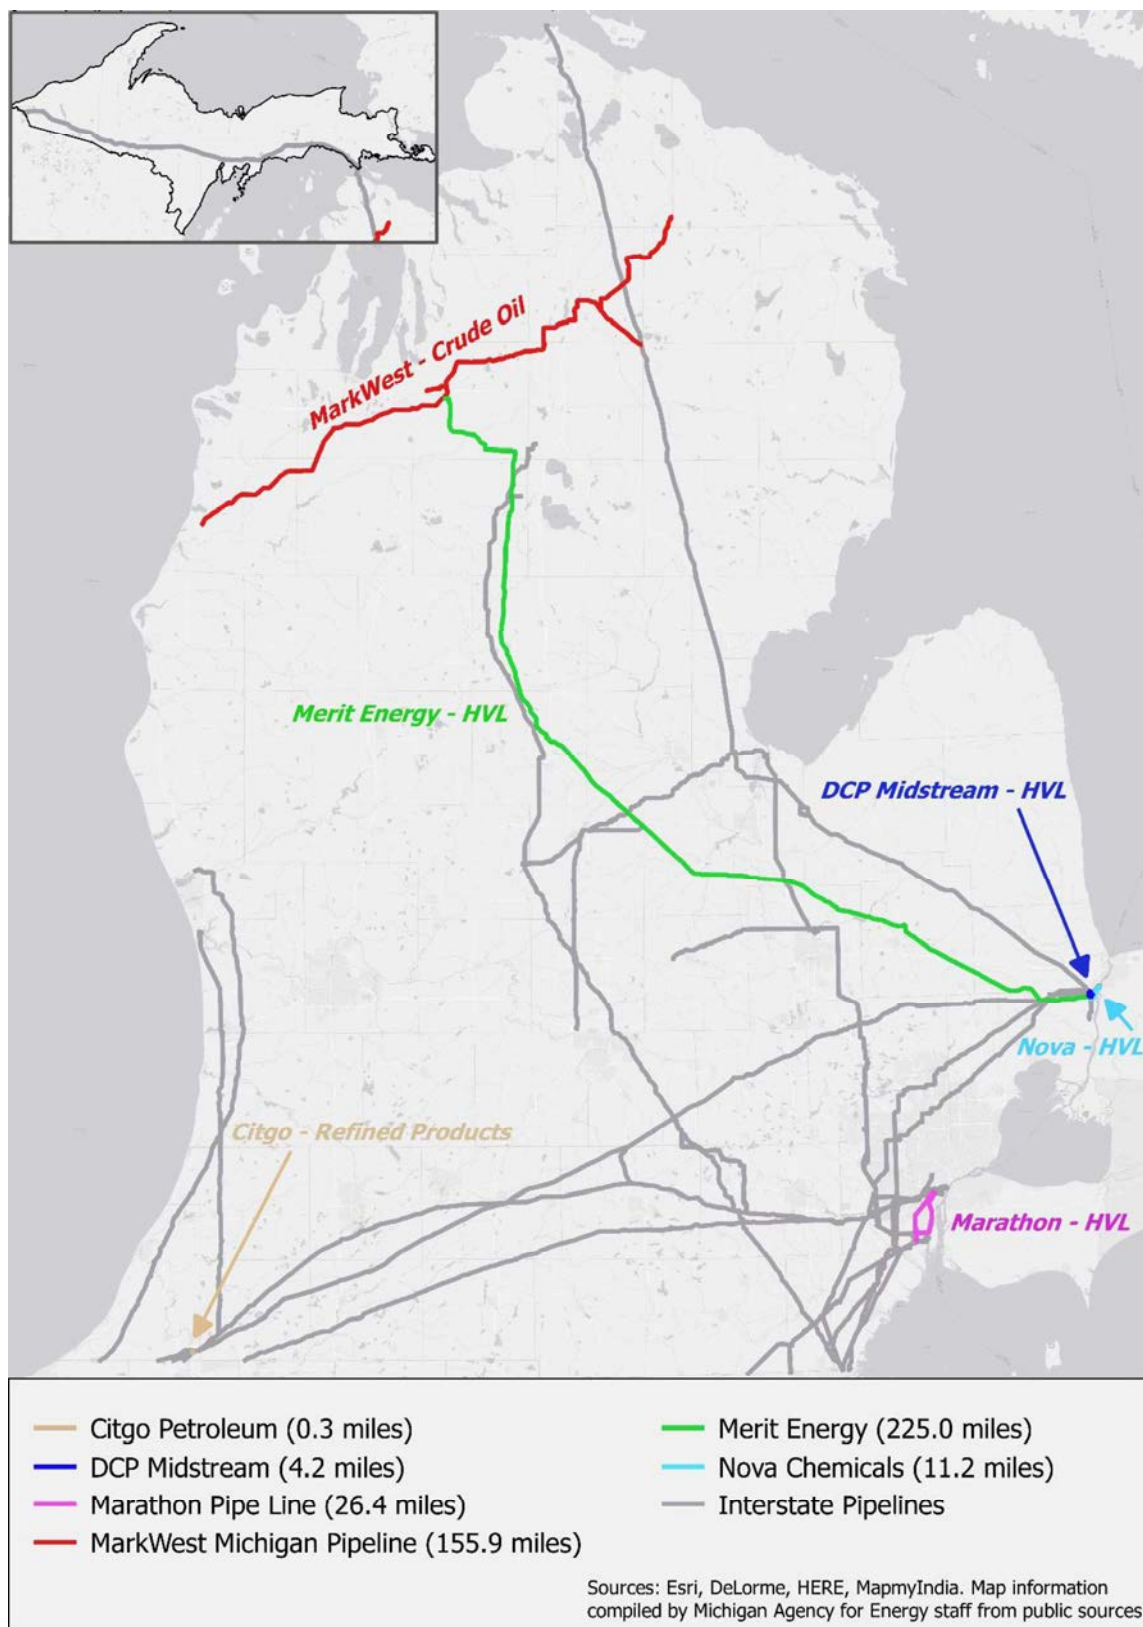 MarkWest - Crude Oil
Merit Energy - HVL
DCP Midstream - HVL
Nova - HVL
Citgo - Refined Products
Marathon - HVL
Citgo Petroleum (0.3 miles)
DCP Midstream (4.2 miles)
Marathon Pipe Line (26.4 miles)
MarkWest Michigan Pipeline (155.9 miles)
Merit Energy (225.0 miles)
Nova Chemicals (11.2 miles)
Interstate Pipelines
Sources: Esri, DeLorme, HERE, MapmyIndia. Map information
compiled by Michigan Agency for Energy staff from public sources